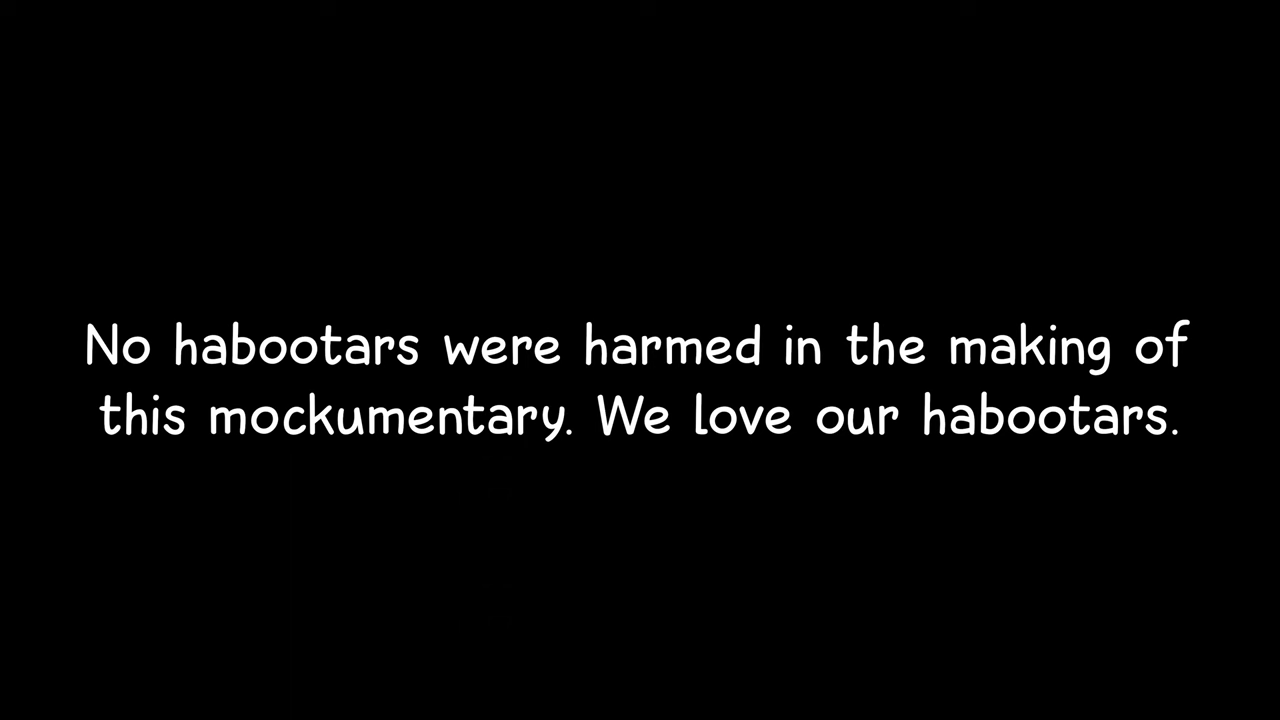 No habootars were harmed in the making of
this mockumentary. We love our habootars.